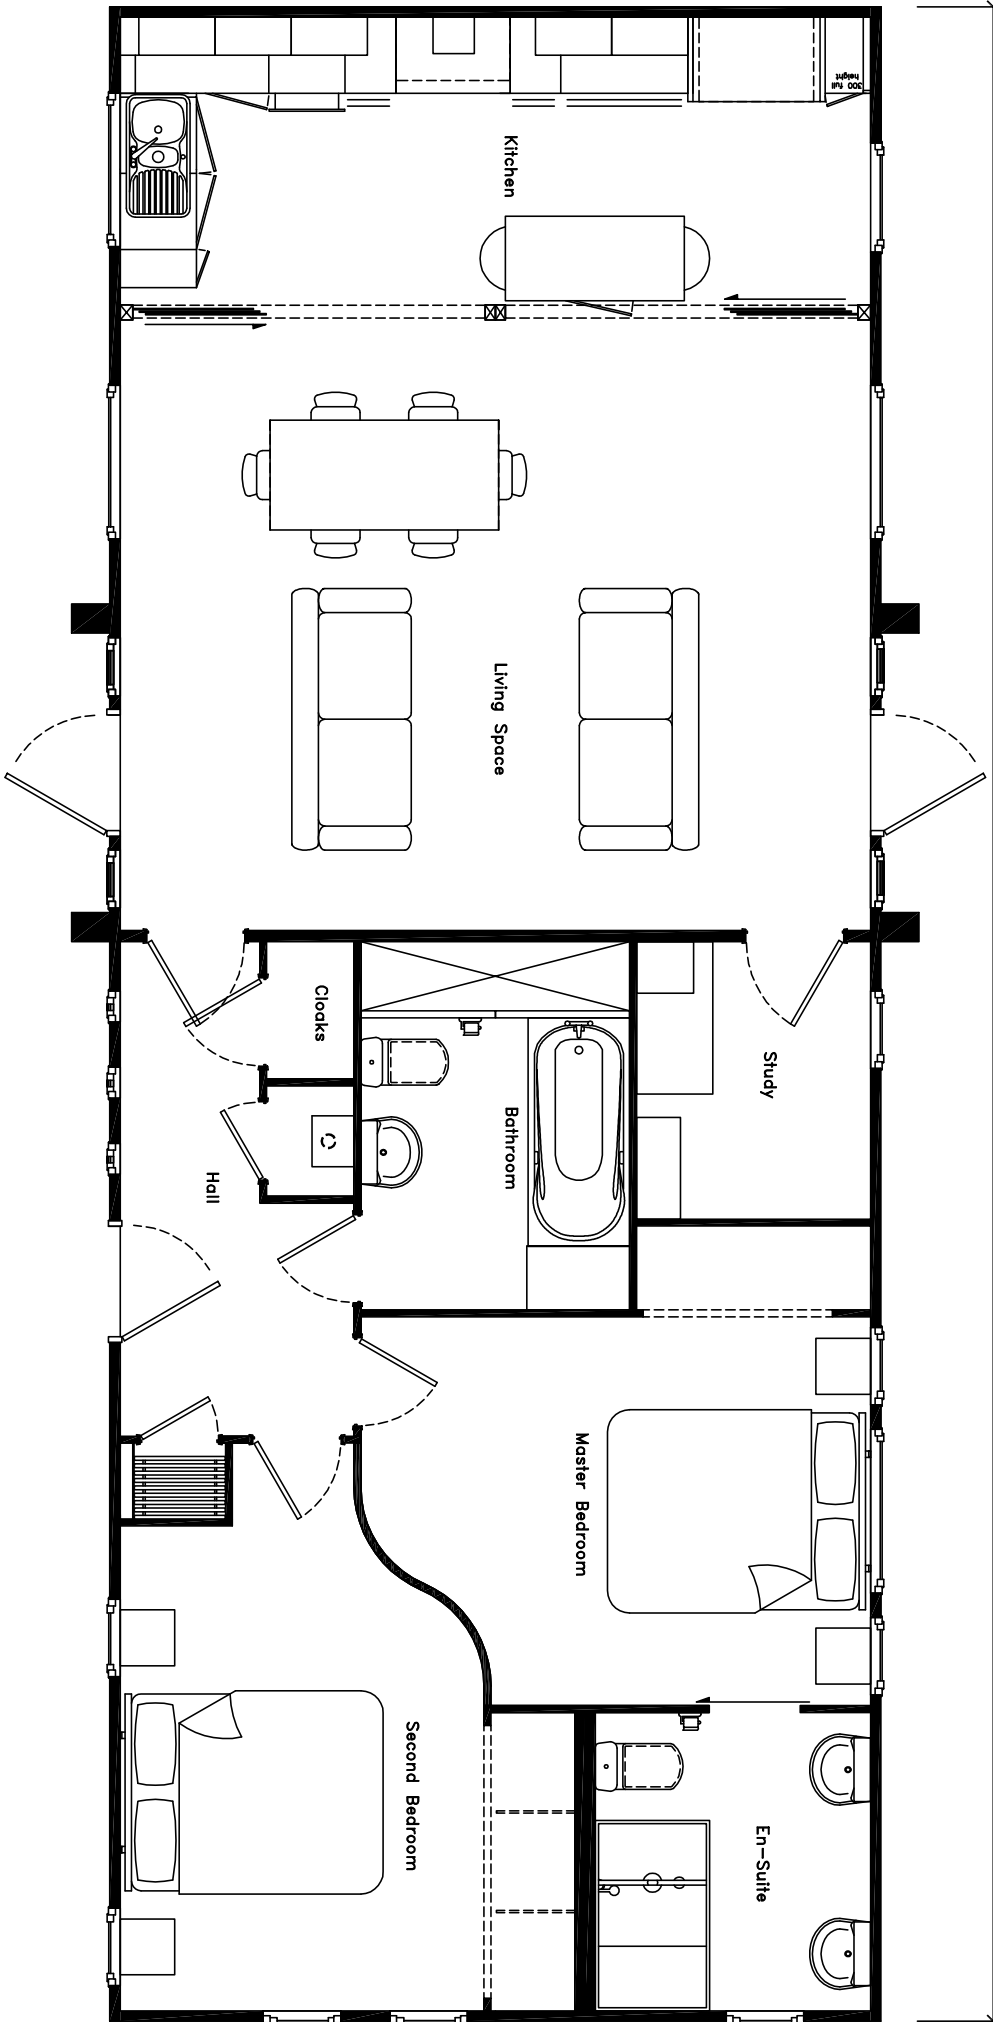 300 full
height
Kitchen
Living Space
Cloaks
Study
Bathroom
Hall
Master Bedroom
Second Bedroom
En-Suite